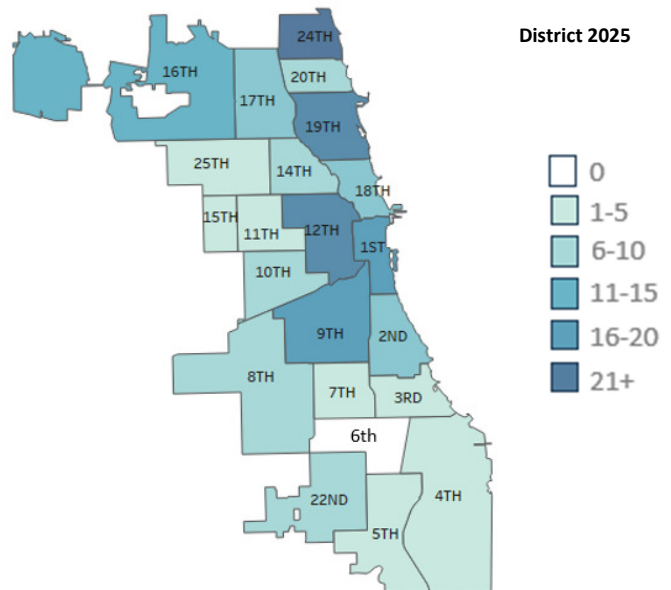 24TH
District 2025
16TH
20TH
17TH
19TH
25TH
14TH
0
18TH
1-5
15TH
11TH
12TH
1ST
6-10
10TH
11-15
9TH
2ND
16-20
8TH
21+
7TH
3RD
6th
22ND
4TH
5TH